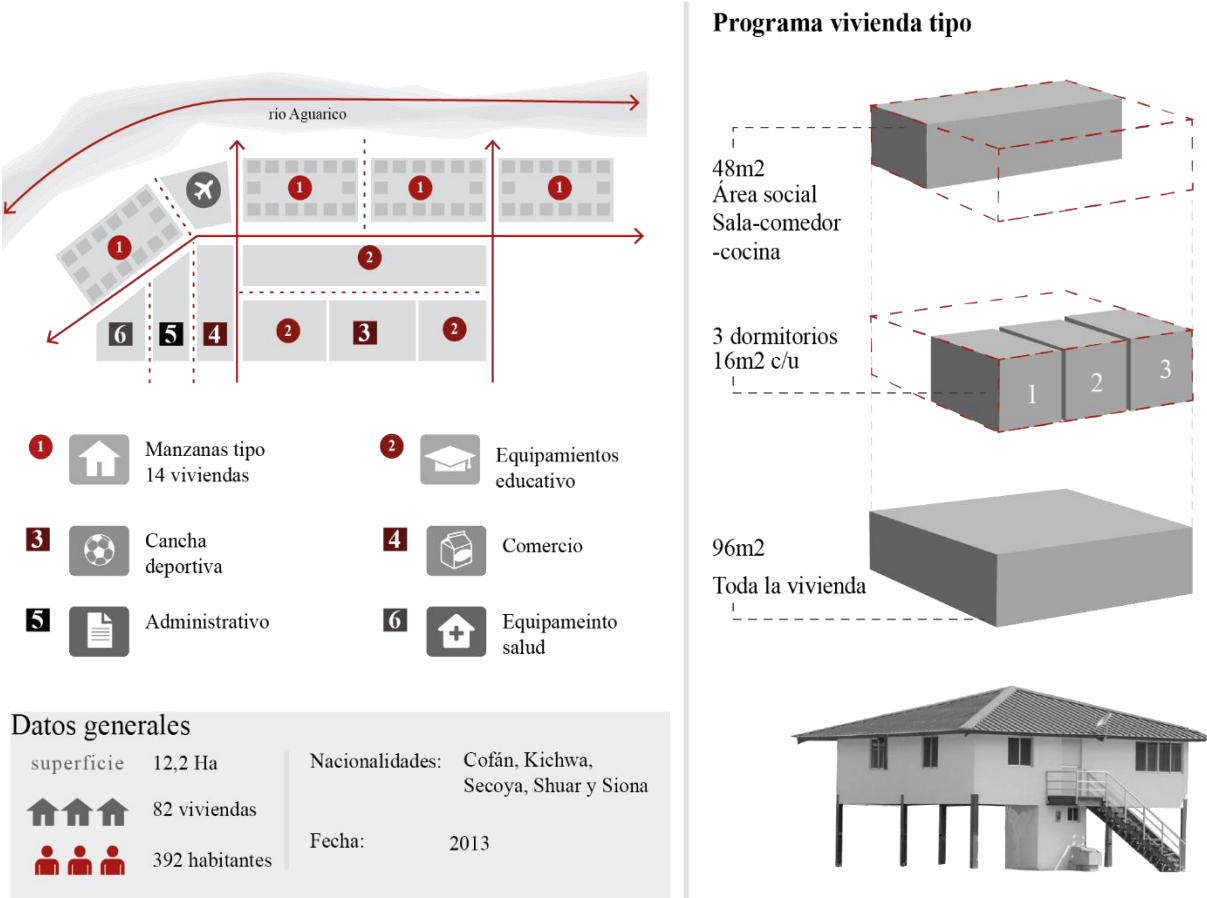 Programa vivienda tipo
río Aguarico
1
1
1
1
2
6
5
4
2
3
2
1
Manzanas tipo
14 viviendas
2
Equipamientos
educativo
3
Cancha
deportiva
4
Comercio
5
Administrativo
6
Equipameinto
salud
Datos generales
superficie 12,2 Ha
82 viviendas
392 habitantes
Nacionalidades: Cofán, Kichwa,
Secoya, Shuar y Siona
Fecha: 2013
48m2
Área social
Sala-comedor
-cocina
3 dormitorios
16m2 c/u
1
2
3
96m2
Toda la vivienda